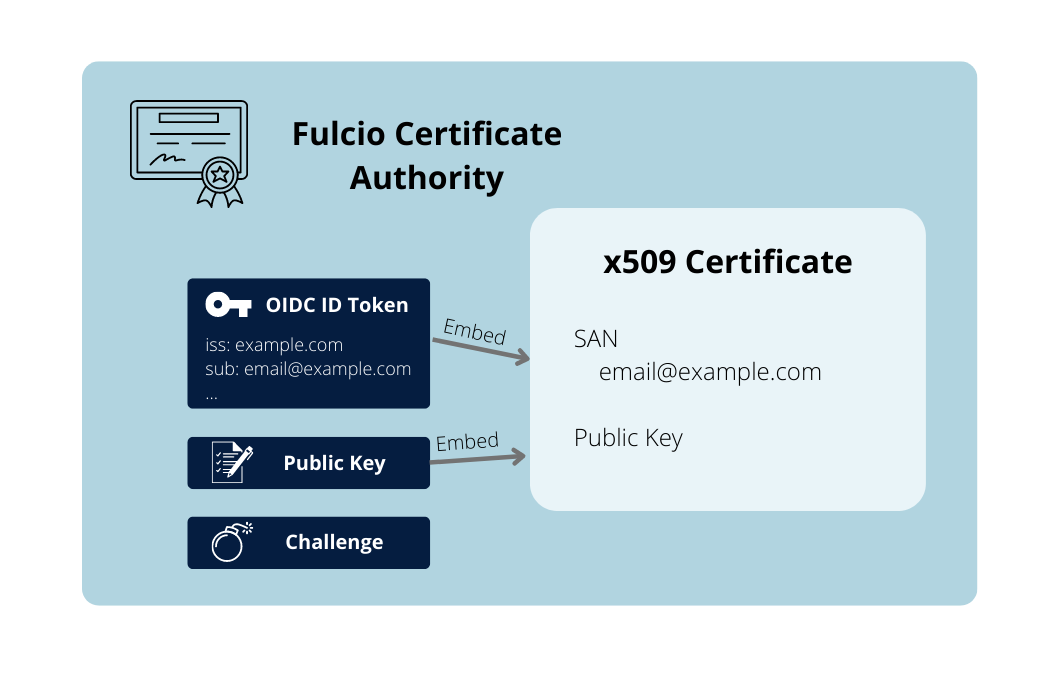 Fulcio Certificate
Authority
x509 Certificate
OIDC ID Token
iss: example.com
sub: email@example.com
...
Embed
SAN
email@example.com
Public Key
Embed
Public Key
Challenge